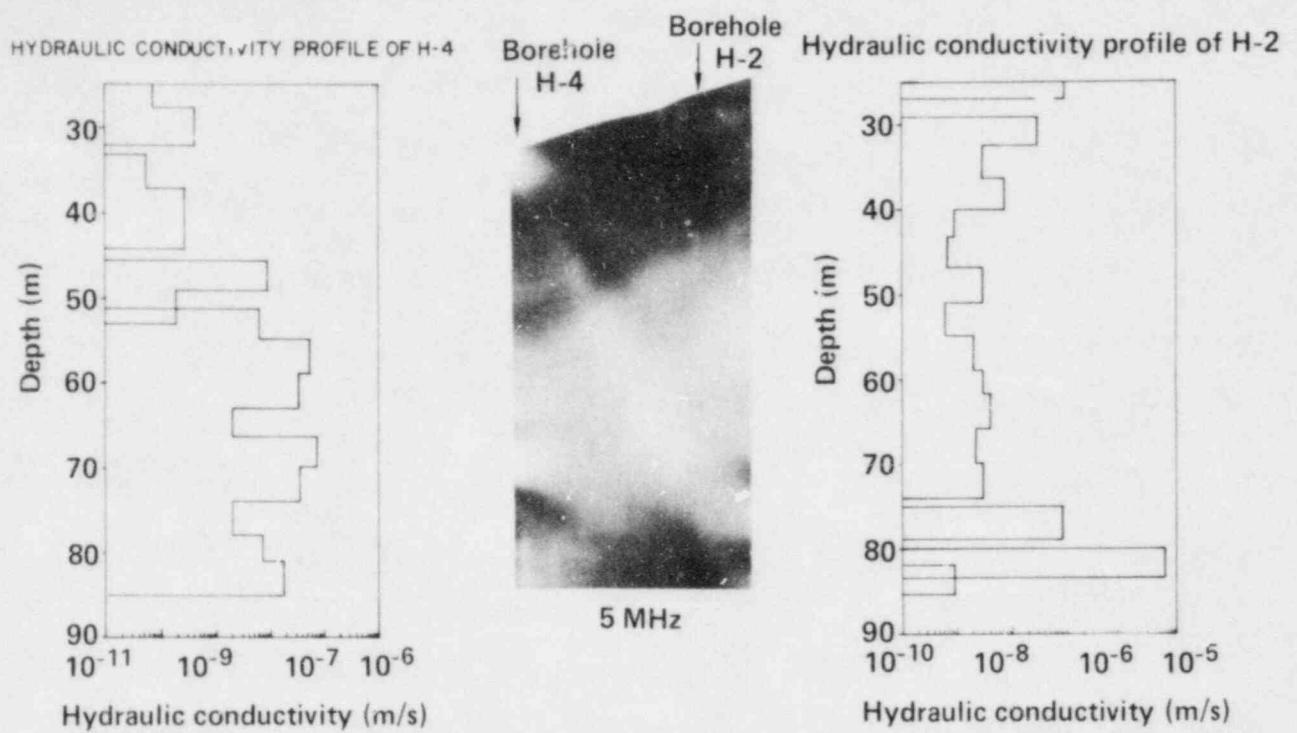 HYDRAULIC CONDUCTIVITY PROFILE OF H-4
Borehole
H-4
Borehole
H-2
Hydraulic conductivity profile of H-2
30
40
50
60
70
80
90
Depth (m)
10-11
10-9
10-7
10-6
Hydraulic conductivity (m/s)
5 MHz
30
40
50
60
70
80
90
Depth (m)
10-10
10-8
10-6
10-5
Hydraulic conductivity (m/s)